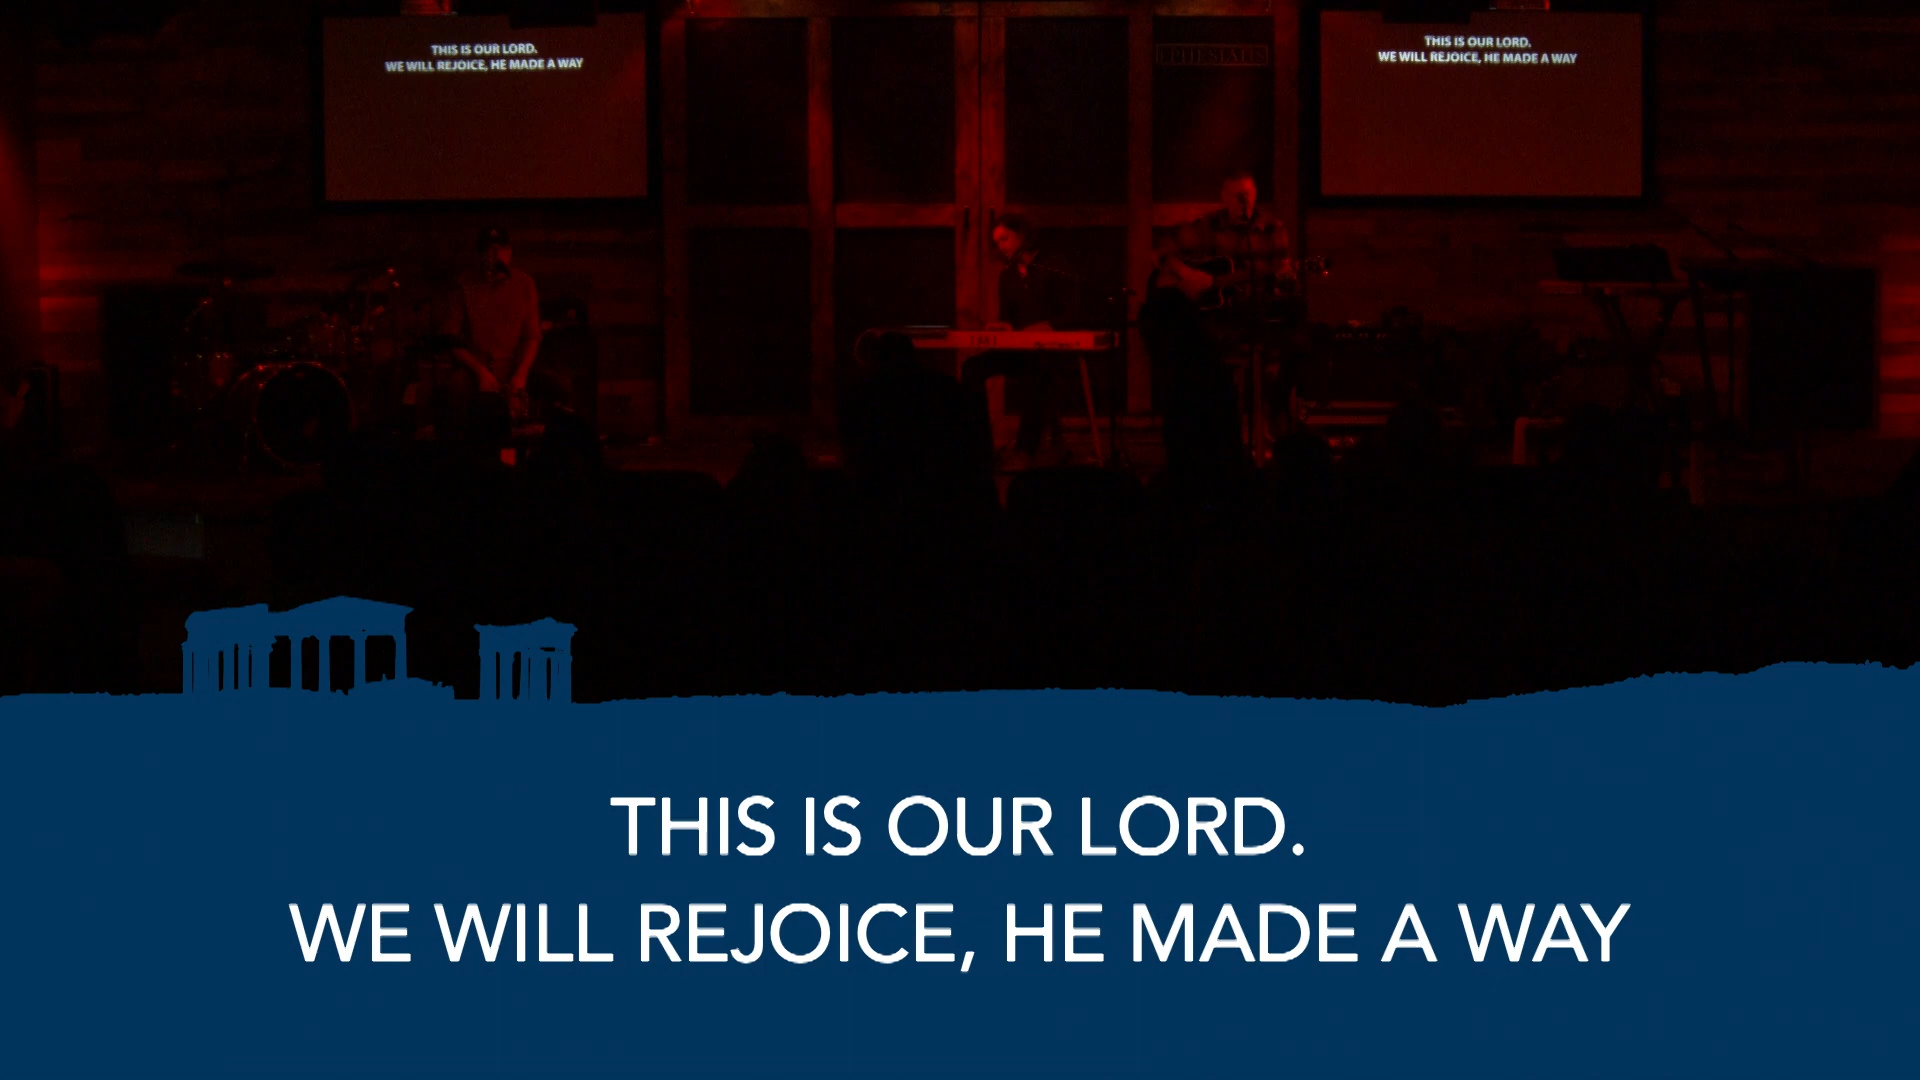 THIS IS OUR LORD.
WE WILL REJOICE, HE MADE A WAY
THIS IS OUR LORD.
WE WILL REJOICE, HE MADE A WAY
EPHESIANS
THIS IS OUR LORD.
WE WILL REJOICE, HE MADE A WAY